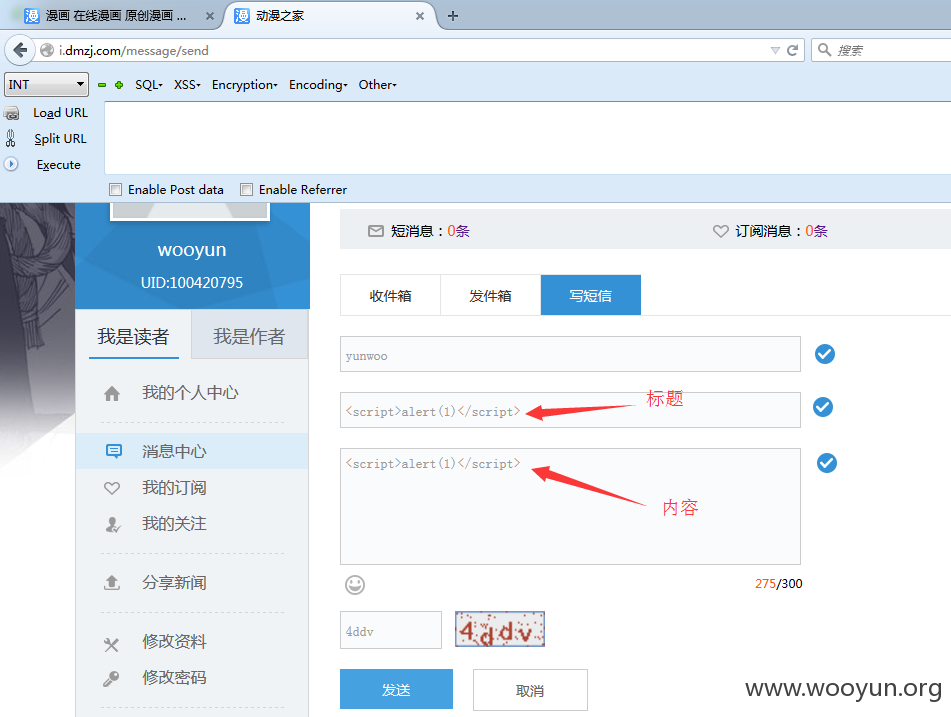 漫画 在线漫画 原创漫画 ...
动漫之家
i.dmzj.com/message/send
搜索
INT
SQL
XSS
Encryption
Encoding
Other
Load URL
Split URL
Execute
Enable Post data
Enable Referrer
wooyun
UID:100420795
我是读者
我是作者
我的个人中心
消息中心
我的订阅
我的关注
分享新闻
修改资料
修改密码
短消息：0条
订阅消息：0条
收件箱
发件箱
写短信
yunwoo
<script>alert(1)</script>
标题
<script>alert(1)</script>
内容
275/300
4ddv
4ddv
发送
取消
www.wooyun.org